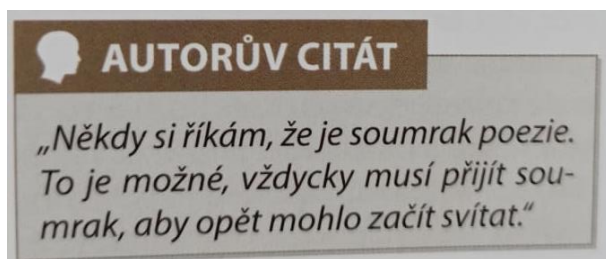 AUTORŮV CITÁT
„Někdy si říkám, že je soumrak poezie.
To je možné, vždycky musí přijít sou-
mrak, aby opět mohlo začít svítat.“